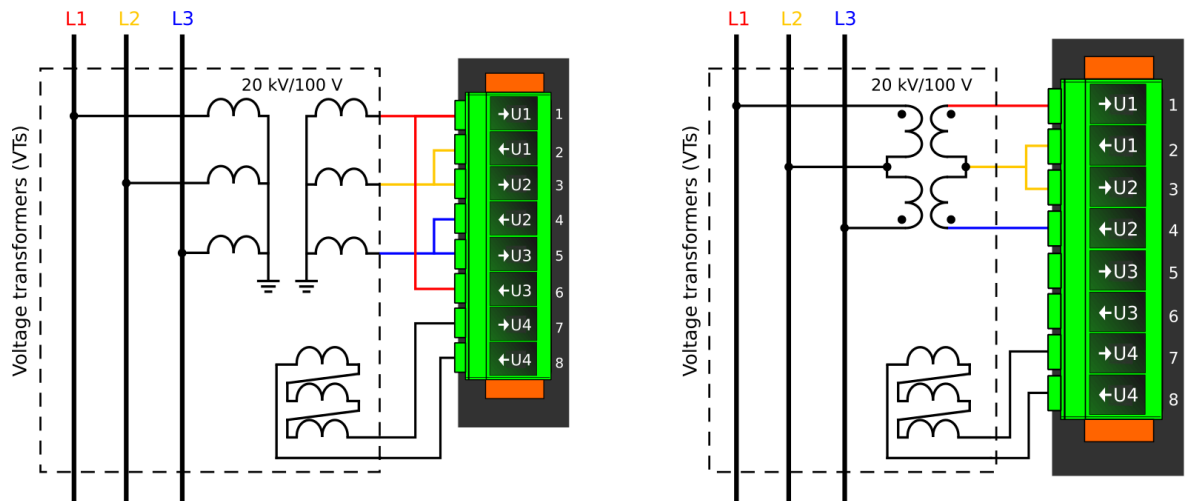 L1 L2 L3
20 kV/100 V
Voltage transformers (VTs)
→U1 1
←U1 2
→U2 3
←U2 4
→U3 5
←U3 6
→U4 7
←U4 8
L1 L2 L3
20 kV/100 V
Voltage transformers (VTs)
→U1 1
←U1 2
→U2 3
←U2 4
→U3 5
←U3 6
→U4 7
←U4 8